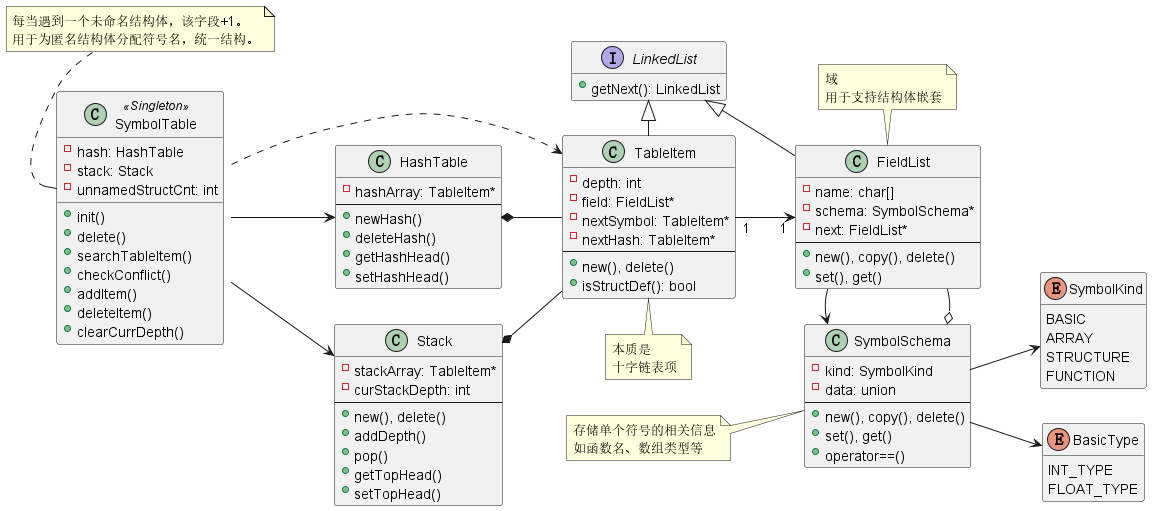 每当遇到一个未命名结构体，该字段+1。
用于为匿名结构体分配符号名，统一结构。
C
«Singleton»
SymbolTable
hash: HashTable
stack: Stack
unnamedStructCnt: int
init()
delete()
searchTableItem()
checkConflict()
addItem()
deleteItem()
clearCurrDepth()
C HashTable
hashArray: TableItem*
newHash()
deleteHash()
getHashHead()
setHashHead()
C Stack
stackArray: TableItem*
curStackDepth: int
new(), delete()
addDepth()
pop()
getTopHead()
setTopHead()
I LinkedList
getNext(): LinkedList
C TableItem
depth: int
field: FieldList*
nextSymbol: TableItem*
nextHash: TableItem*
new(), delete()
isStructDef(): bool
本质是
十字链表项
1
1
域
用于支持结构体嵌套
C FieldList
name: char[]
schema: SymbolSchema*
next: FieldList*
new(), copy(), delete()
set(), get()
C SymbolSchema
kind: SymbolKind
data: union
new(), copy(), delete()
set(), get()
operator==()
存储单个符号的相关信息
如函数名、数组类型等
E SymbolKind
BASIC
ARRAY
STRUCTURE
FUNCTION
E BasicType
INT_TYPE
FLOAT_TYPE